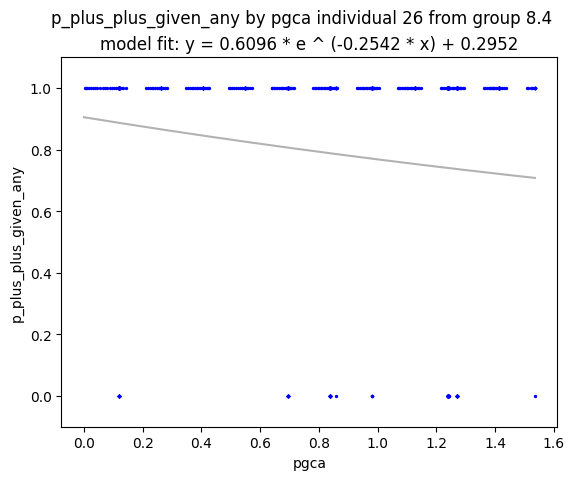 p_plus_plus_given_any by pgca individual 26 from group 8.4
model fit: y = 0.6096 * e ^ (-0.2542 * x) + 0.2952
1.0
0.8
0.6
0.4
0.2
0.0
p_plus_plus_given_any
0.0 0.2 0.4 0.6 0.8 1.0 1.2 1.4 1.6
pgca